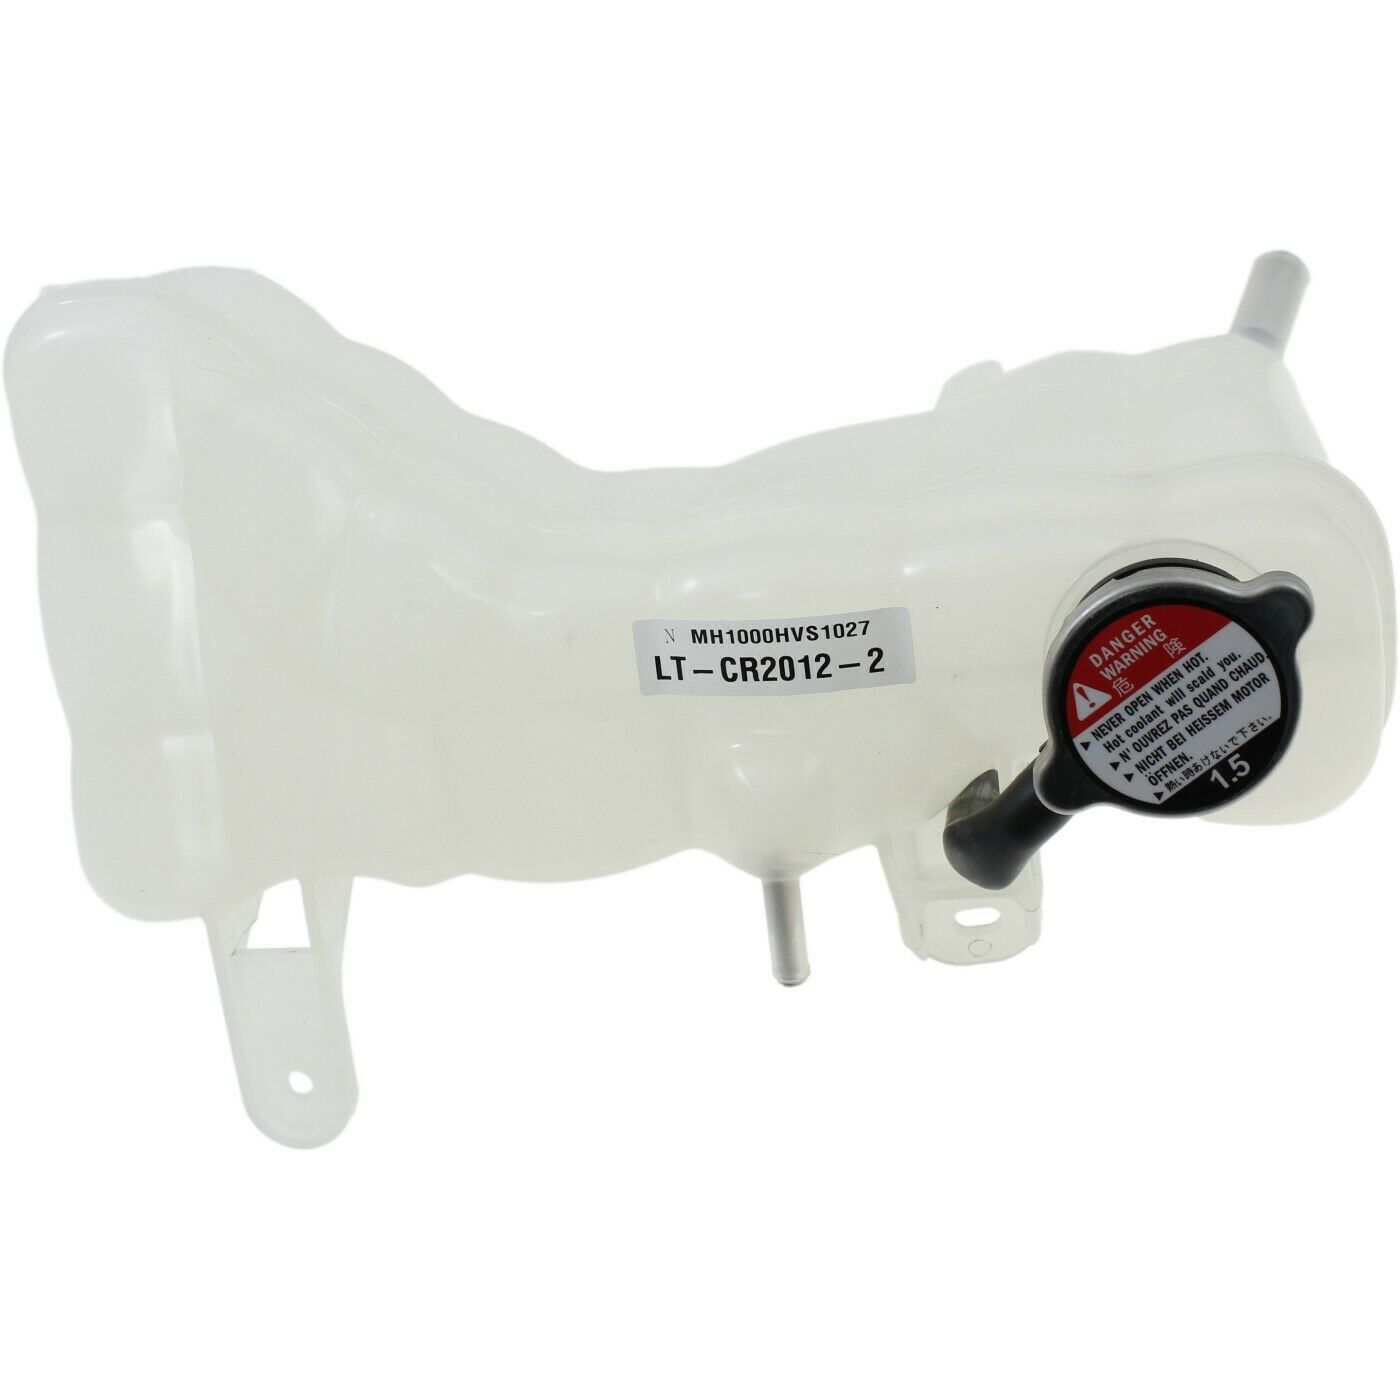 N MH1000HVS1027
LT-CR2012-2
DANGER
WARNING
危 険
▶ NEVER OPEN WHEN HOT.
Hot coolant will scald you.
▶ N' OUVREZ PAS QUAND CHAUD.
▶ NICHT BEI HEISSEM MOTOR
ÖFFNEN.
▶ 熱い時あけないで下さい。
1.5